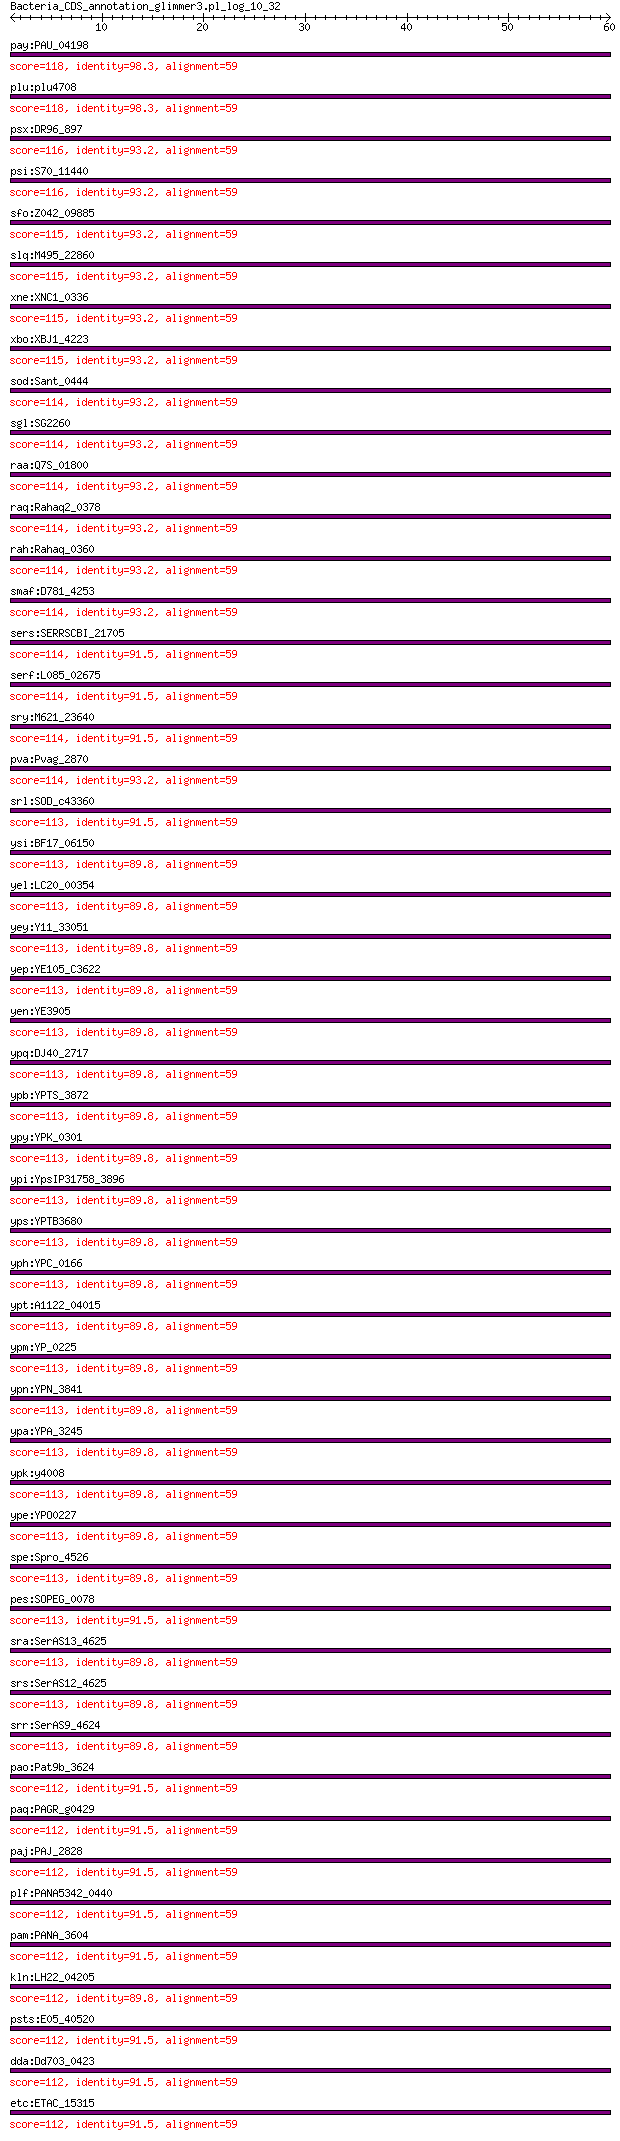 Bacteria_CDS_annotation_glimmer3.pl_log_10_32
10 20 30 40 50 60
pay:PAU_04198
score=118, identity=98.3, alignment=59
plu:plu4708
score=118, identity=98.3, alignment=59
psx:DR96_897
score=116, identity=93.2, alignment=59
psi:S70_11440
score=116, identity=93.2, alignment=59
sfo:Z042_09885
score=115, identity=93.2, alignment=59
slq:M495_22860
score=115, identity=93.2, alignment=59
xne:XNC1_0336
score=115, identity=93.2, alignment=59
xbo:XBJ1_4223
score=115, identity=93.2, alignment=59
sod:Sant_0444
score=114, identity=93.2, alignment=59
sgl:SG2260
score=114, identity=93.2, alignment=59
raa:Q7S_01800
score=114, identity=93.2, alignment=59
raq:Rahaq2_0378
score=114, identity=93.2, alignment=59
rah:Rahaq_0360
score=114, identity=93.2, alignment=59
smaf:D781_4253
score=114, identity=93.2, alignment=59
sers:SERRSCBI_21705
score=114, identity=91.5, alignment=59
serf:L085_02675
score=114, identity=91.5, alignment=59
sry:M621_23640
score=114, identity=91.5, alignment=59
pva:Pvag_2870
score=114, identity=93.2, alignment=59
srl:SOD_c43360
score=113, identity=91.5, alignment=59
ysi:BF17_06150
score=113, identity=89.8, alignment=59
yel:LC20_00354
score=113, identity=89.8, alignment=59
yey:Y11_33051
score=113, identity=89.8, alignment=59
yep:YE105_C3622
score=113, identity=89.8, alignment=59
yen:YE3905
score=113, identity=89.8, alignment=59
ypq:DJ40_2717
score=113, identity=89.8, alignment=59
ypb:YPTS_3872
score=113, identity=89.8, alignment=59
ypy:YPK_0301
score=113, identity=89.8, alignment=59
ypi:YpsIP31758_3896
score=113, identity=89.8, alignment=59
yps:YPTB3680
score=113, identity=89.8, alignment=59
yph:YPC_0166
score=113, identity=89.8, alignment=59
ypt:A1122_04015
score=113, identity=89.8, alignment=59
ypm:YP_0225
score=113, identity=89.8, alignment=59
ypn:YPN_3841
score=113, identity=89.8, alignment=59
ypa:YPA_3245
score=113, identity=89.8, alignment=59
ypk:y4008
score=113, identity=89.8, alignment=59
ype:YPO0227
score=113, identity=89.8, alignment=59
spe:Spro_4526
score=113, identity=89.8, alignment=59
pes:SOPEG_0078
score=113, identity=91.5, alignment=59
sra:SerAS13_4625
score=113, identity=89.8, alignment=59
srs:SerAS12_4625
score=113, identity=89.8, alignment=59
srr:SerAS9_4624
score=113, identity=89.8, alignment=59
pao:Pat9b_3624
score=112, identity=91.5, alignment=59
paq:PAGR_g0429
score=112, identity=91.5, alignment=59
paj:PAJ_2828
score=112, identity=91.5, alignment=59
plf:PANA5342_0440
score=112, identity=91.5, alignment=59
pam:PANA_3604
score=112, identity=91.5, alignment=59
kln:LH22_04205
score=112, identity=89.8, alignment=59
psts:E05_40520
score=112, identity=91.5, alignment=59
dda:Dd703_0423
score=112, identity=91.5, alignment=59
etc:ETAC_15315
score=112, identity=91.5, alignment=59